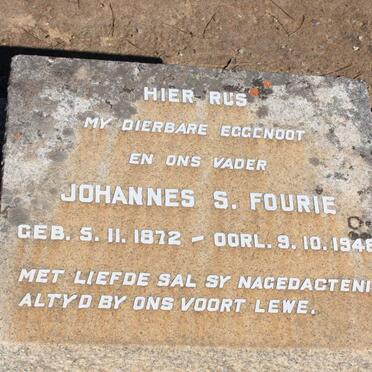 HIER RUS
MY DIERBARE EGGENOOT
EN ONS VADER
JOHANNES S. FOURIE
GEB. 5.11.1872 – OORL. 9.10.1948
MET LIEFDE SAL SY NAGEDACTENI
ALTYD BY ONS VOORT LEWE.